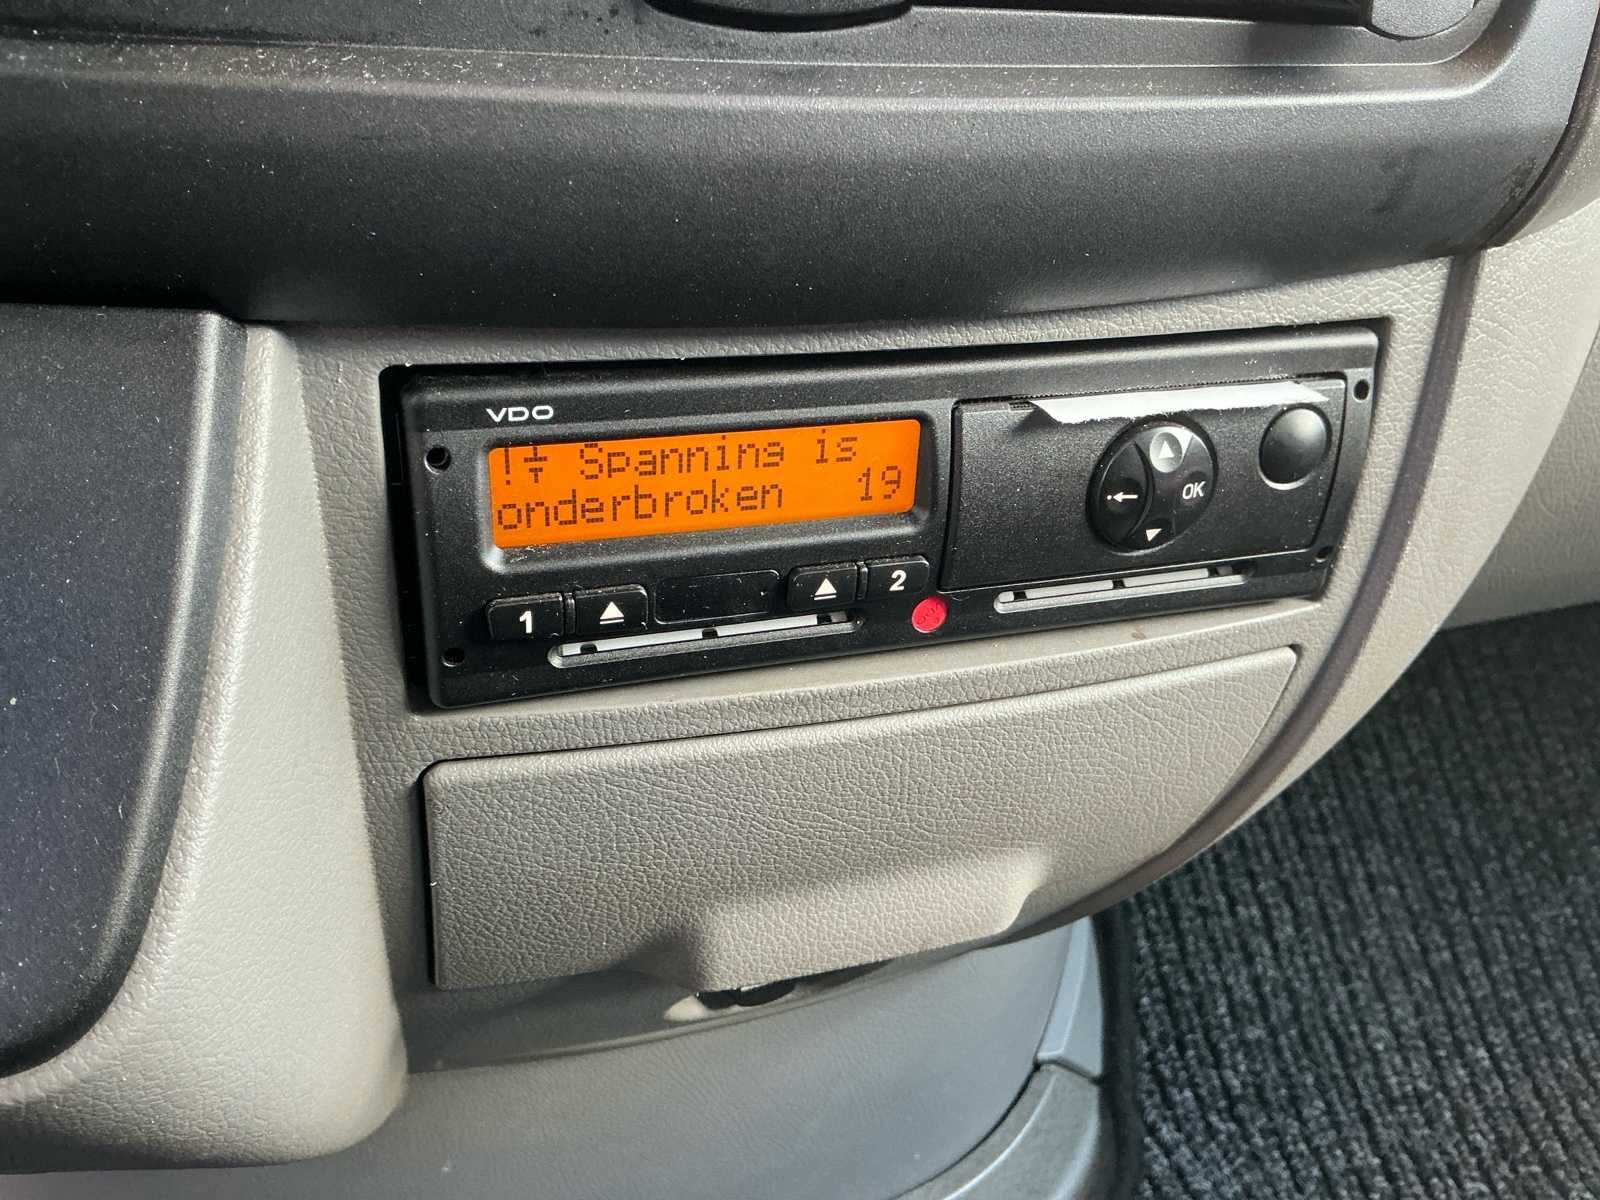 VDO
!⏚ Spanning is
onderbroken 19
1
2
OK